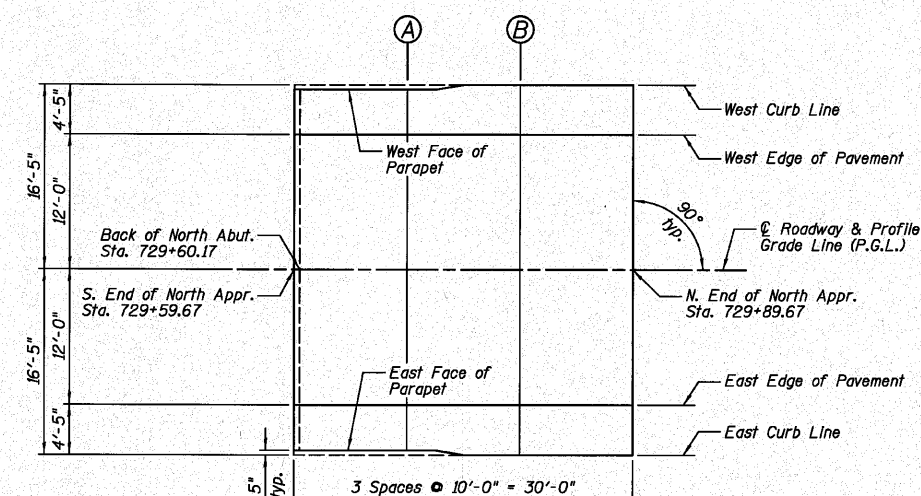 A
B
4'-5"
16'-5"
12'-0"
West Curb Line
West Face of
Parapet
West Edge of Pavement
90°
typ.
Back of North Abut.
Sta. 729+60.17
℄ Roadway & Profile
Grade Line (P.G.L.)
S. End of North Appr.
Sta. 729+59.67
N. End of North Appr.
Sta. 729+89.67
16'-5"
12'-0"
East Face of
Parapet
East Edge of Pavement
4'-5"
East Curb Line
5"
typ.
3 Spaces @ 10'-0" = 30'-0"